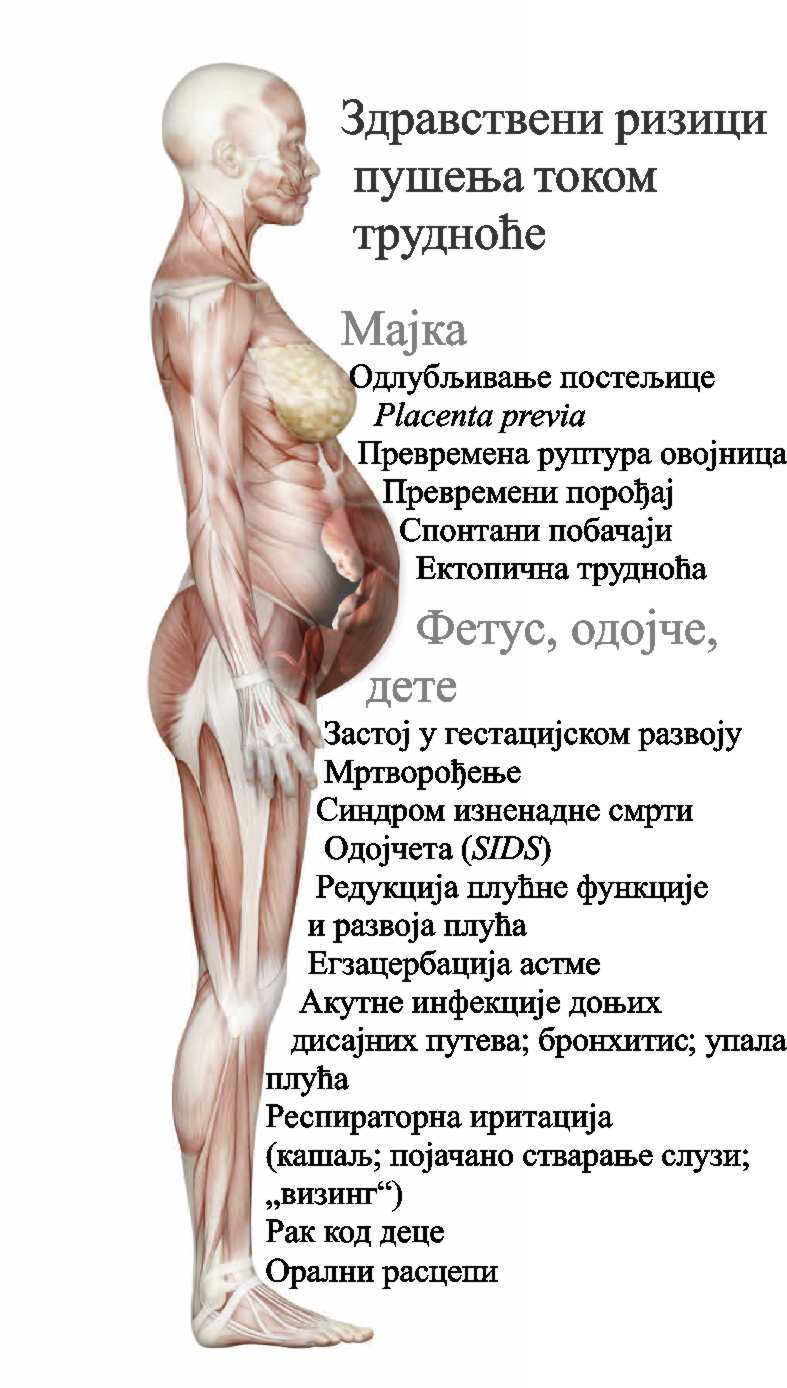 Здравствени ризици
пушења током
трудноће
Мајка
Одлубљивање постељице
Placenta previa
Превремена руптура овојница
Превремени порођај
Спонтани побачаји
Ектопична трудноћа
Фетус, одојче,
дете
Застој у гестацијском развоју
Мртворођење
Синдром изненадне смрти
Одојчета (SIDS)
Редукција плућне функције
и развоја плућа
Егзацербација астме
Акутне инфекције доњих
дисајних путева; бронхитис; упала
плућа
Респираторна иритација
(кашаљ; појачано стварање слузи;
„визинг“)
Рак код деце
Орални расцепи